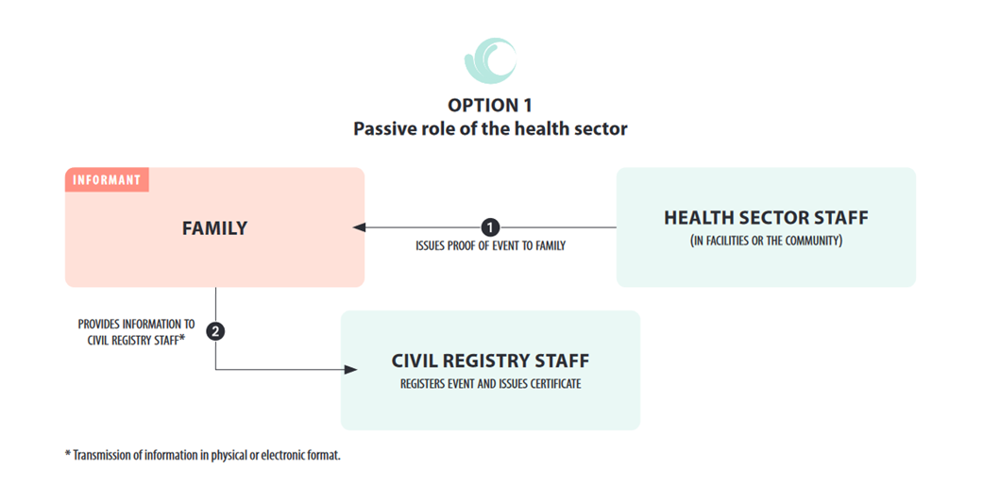 OPTION 1
Passive role of the health sector
INFORMANT
FAMILY
HEALTH SECTOR STAFF
(IN FACILITIES OR THE COMMUNITY)
1
ISSUES PROOF OF EVENT TO FAMILY
PROVIDES INFORMATION TO
CIVIL REGISTRY STAFF*
2
CIVIL REGISTRY STAFF
REGISTERS EVENT AND ISSUES CERTIFICATE
* Transmission of information in physical or electronic format.